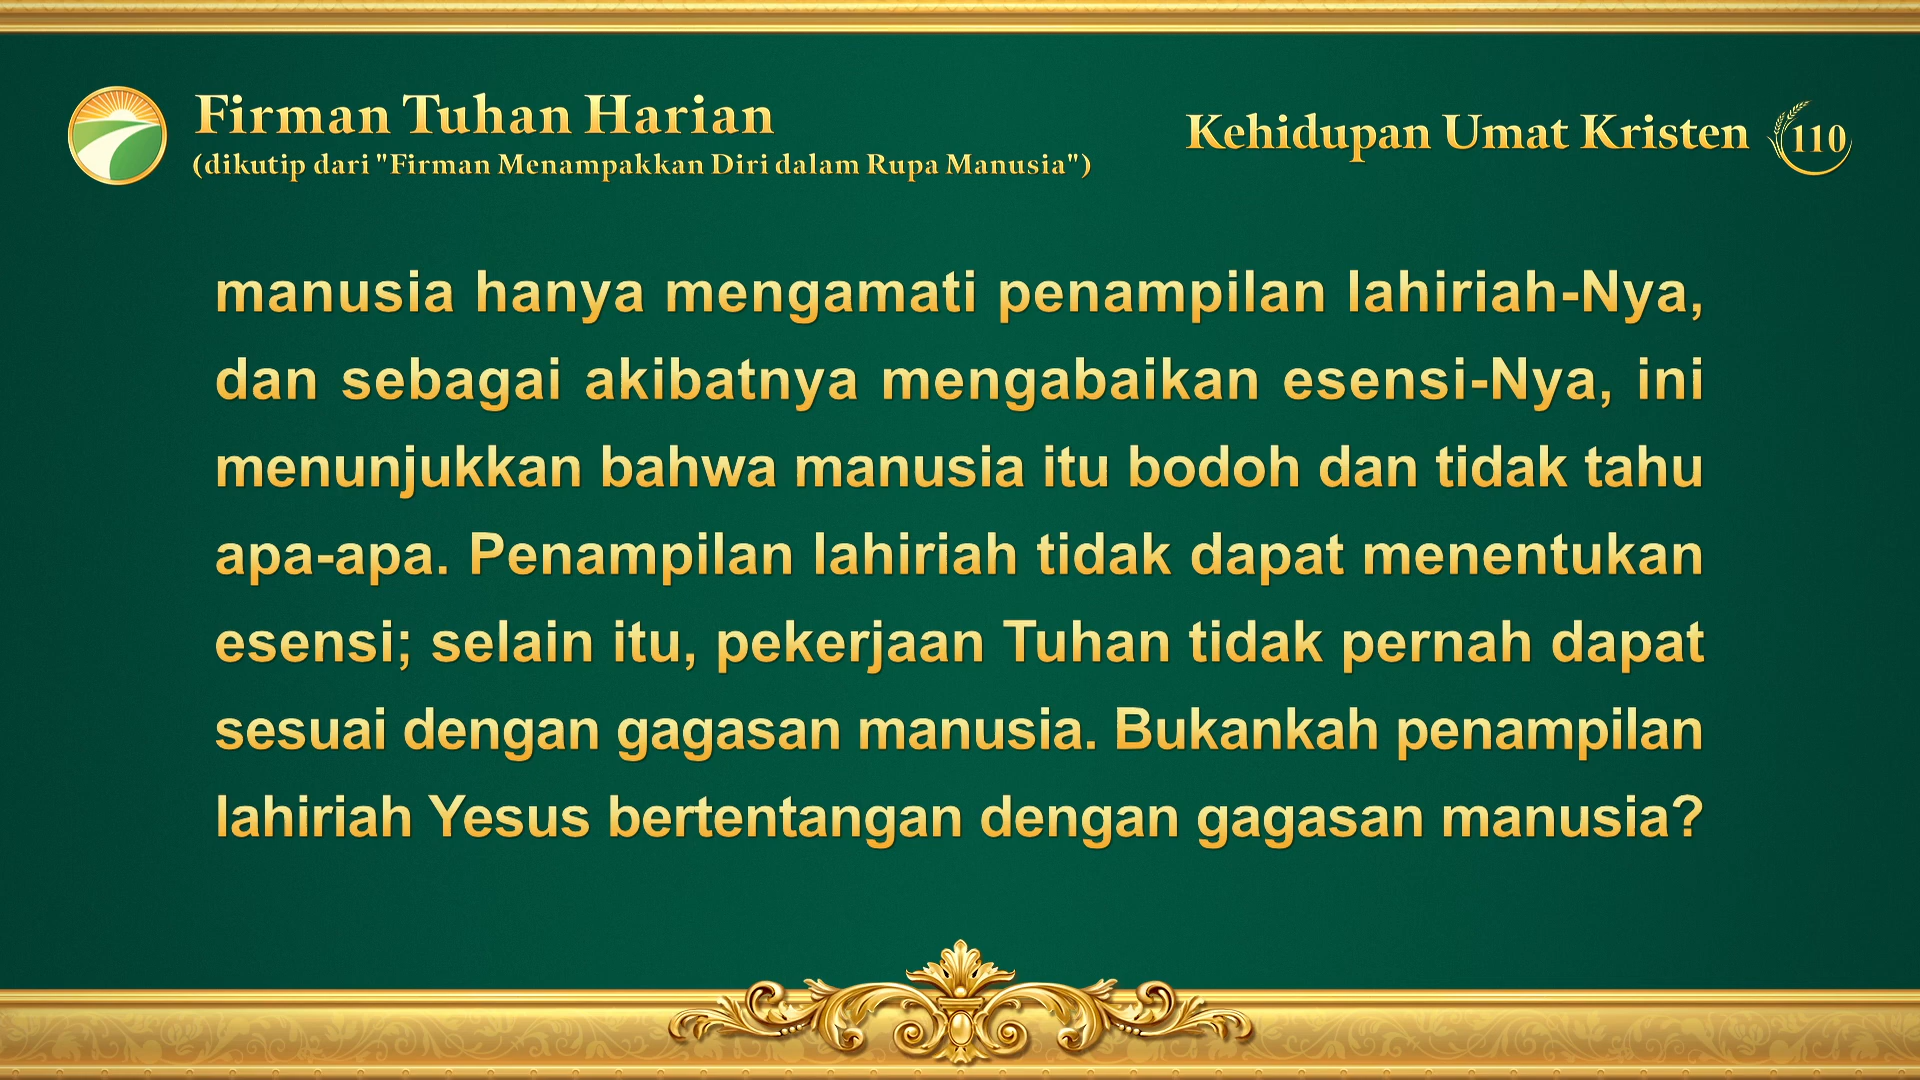 Firman Tuhan Harian
(dikutip dari "Firman Menampakkan Diri dalam Rupa Manusia")
Kehidupan Umat Kristen 110
manusia hanya mengamati penampilan lahiriah-Nya,
dan sebagai akibatnya mengabaikan esensi-Nya, ini
menunjukkan bahwa manusia itu bodoh dan tidak tahu
apa-apa. Penampilan lahiriah tidak dapat menentukan
esensi; selain itu, pekerjaan Tuhan tidak pernah dapat
sesuai dengan gagasan manusia. Bukankah penampilan
lahiriah Yesus bertentangan dengan gagasan manusia?